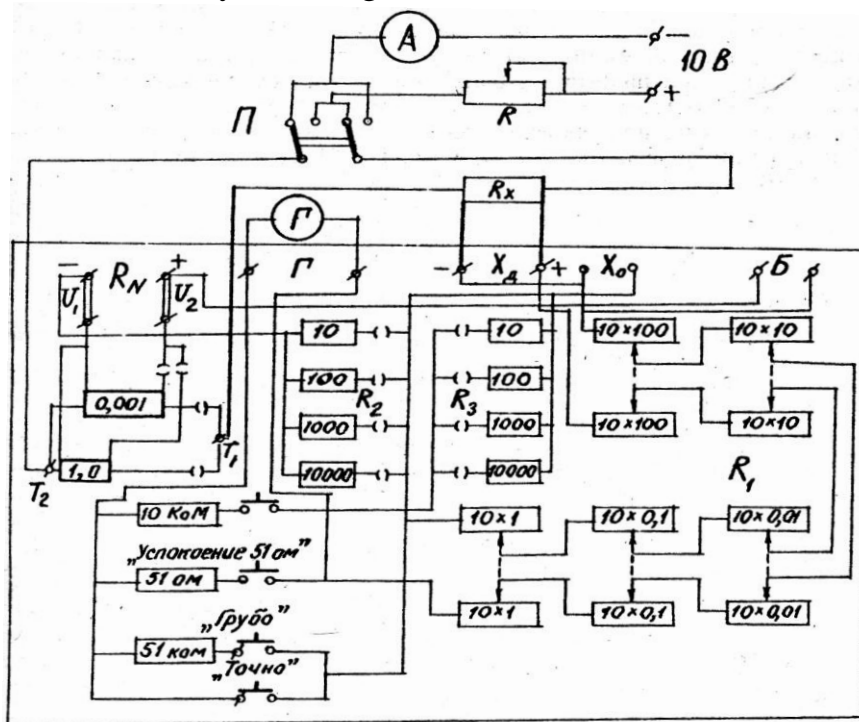 А
—
10 В
+
R
П
Rx
Г
- + 
RN
U1
U2
Г
- Xд + Xо
Б
10
10
10×100
10×10
100
R2
R3
100
0,001
1000
1000
10×100
10×10
T1
1,0
10000
10000
R1
T2
10 ком
10×1
10×0,1
10×0,01
„Успокоение 51 ом"
51 ом
10×1
10×0,1
10×0,01
„Грубо"
51 ком
„Точно"